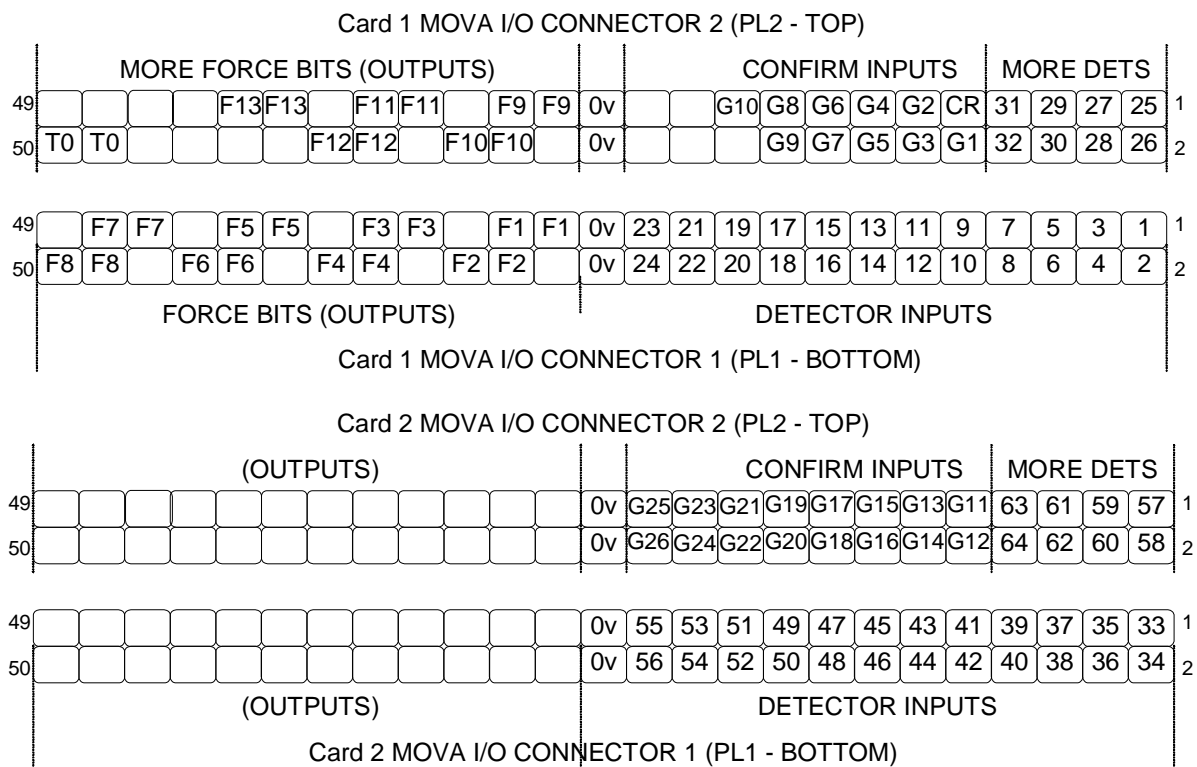 Card 1 MOVA I/O CONNECTOR 2 (PL2 - TOP)
MORE FORCE BITS (OUTPUTS) CONFIRM INPUTS MORE DETS
49 F13 F13 F11 F11 F9 F9 0v G10 G8 G6 G4 G2 CR 31 29 27 25 1
50 T0 T0 F12 F12 F10 F10 0v G9 G7 G5 G3 G1 32 30 28 26 2
49 F7 F7 F5 F5 F3 F3 F1 F1 0v 23 21 19 17 15 13 11 9 7 5 3 1 1
50 F8 F8 F6 F6 F4 F4 F2 F2 0v 24 22 20 18 16 14 12 10 8 6 4 2 2
FORCE BITS (OUTPUTS) DETECTOR INPUTS
Card 1 MOVA I/O CONNECTOR 1 (PL1 - BOTTOM)
Card 2 MOVA I/O CONNECTOR 2 (PL2 - TOP)
(OUTPUTS) CONFIRM INPUTS MORE DETS
49 0v G25 G23 G21 G19 G17 G15 G13 G11 63 61 59 57 1
50 0v G26 G24 G22 G20 G18 G16 G14 G12 64 62 60 58 2
49 0v 55 53 51 49 47 45 43 41 39 37 35 33 1
50 0v 56 54 52 50 48 46 44 42 40 38 36 34 2
(OUTPUTS) DETECTOR INPUTS
Card 2 MOVA I/O CONNECTOR 1 (PL1 - BOTTOM)